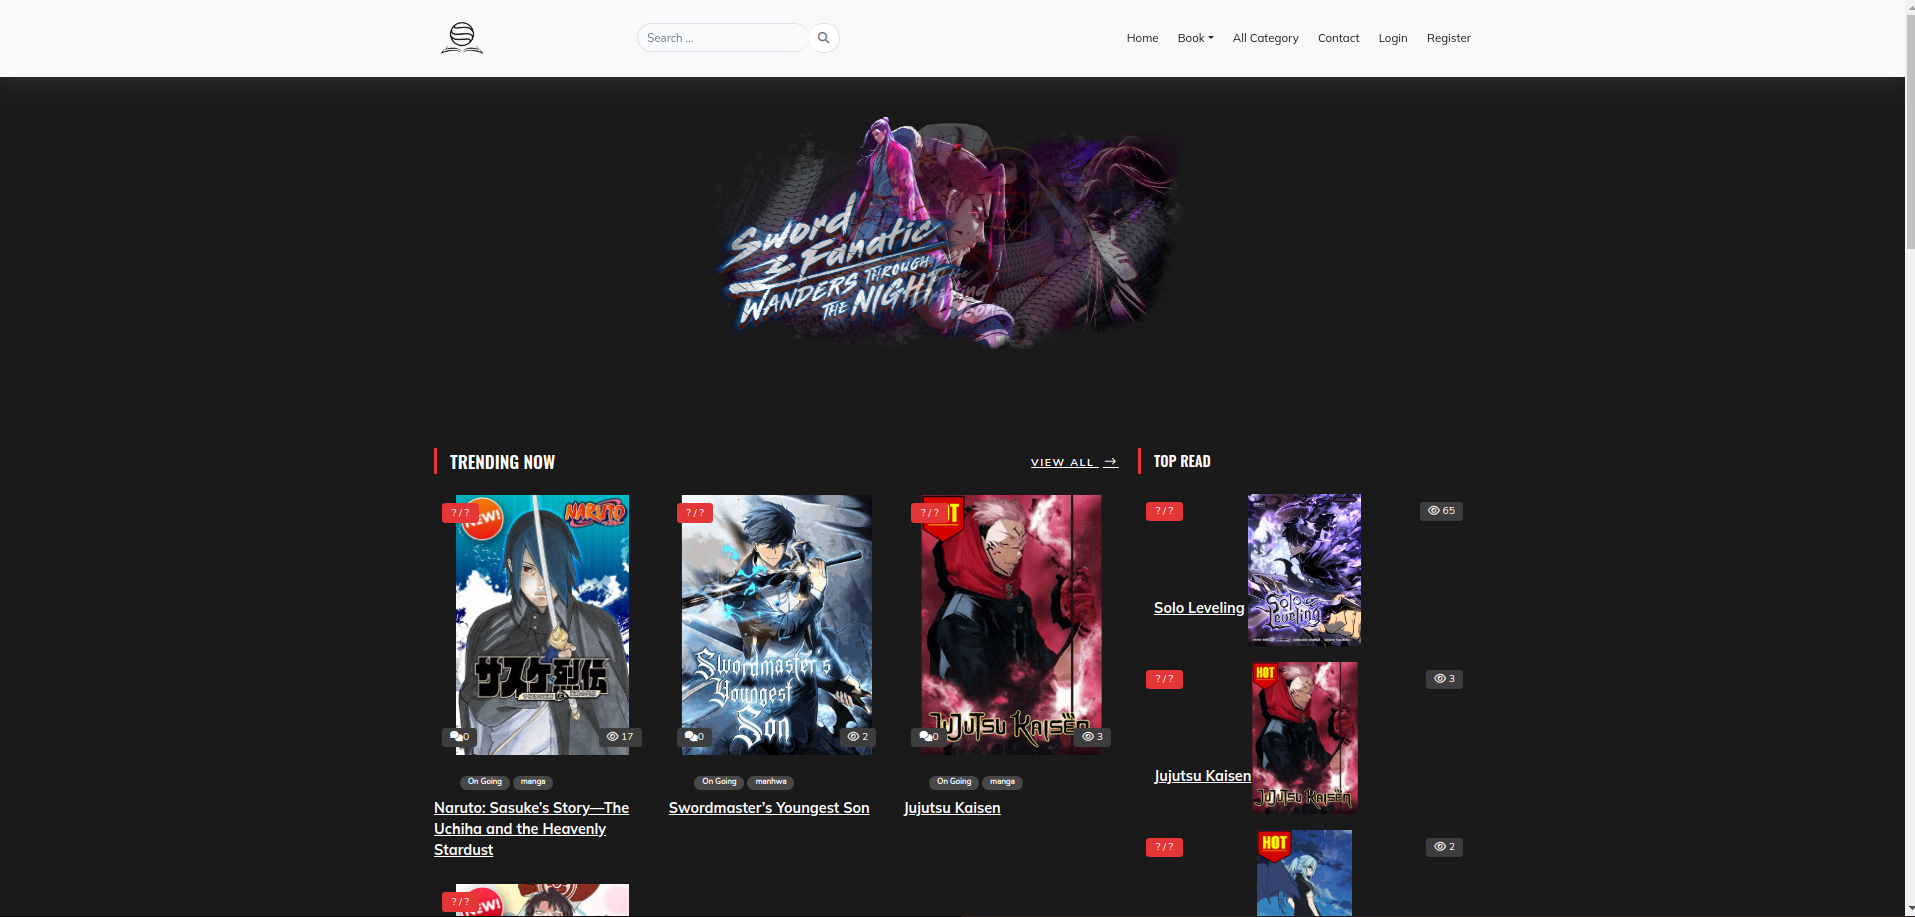 Search ...
Home
Book
All Category
Contact
Login
Register
Sword
Fanatic
WANDERS THROUGH
THE NIGHT
TRENDING NOW
VIEW ALL →
TOP READ
? / ?
NEW!
NARUTO
サスケ烈伝
0
17
On Going
manga
Naruto: Sasuke’s Story—The
Uchiha and the Heavenly
Stardust
? / ?
Swordmaster's
Youngest
Son
0
2
On Going
manhwa
Swordmaster’s Youngest Son
? / ?
HOT
JUJUTSU KAISEN
0
3
On Going
manga
Jujutsu Kaisen
? / ?
65
Solo Leveling
Solo
Leveling
? / ?
HOT
3
Jujutsu Kaisen
JUJUTSU KAISEN
? / ?
HOT
2
? / ?
NEW!